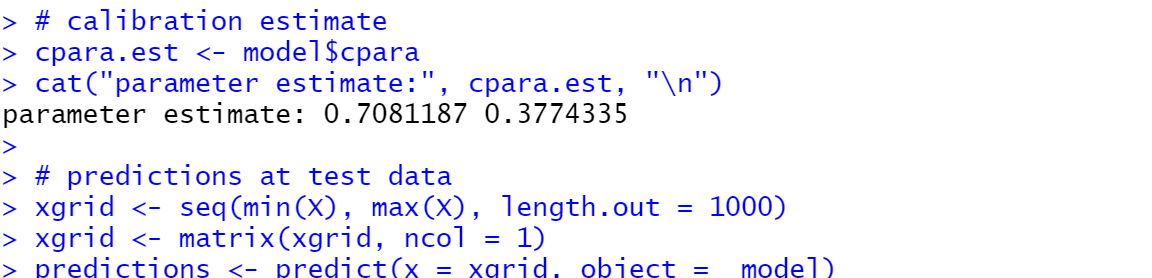 > # calibration estimate
> cpara.est <- model$cpara
> cat("parameter estimate:", cpara.est, "\n")
parameter estimate: 0.7081187 0.3774335
>
> # predictions at test data
> xgrid <- seq(min(X), max(X), length.out = 1000)
> xgrid <- matrix(xgrid, ncol = 1)
> predictions <- predict(x = xgrid, object =  model)